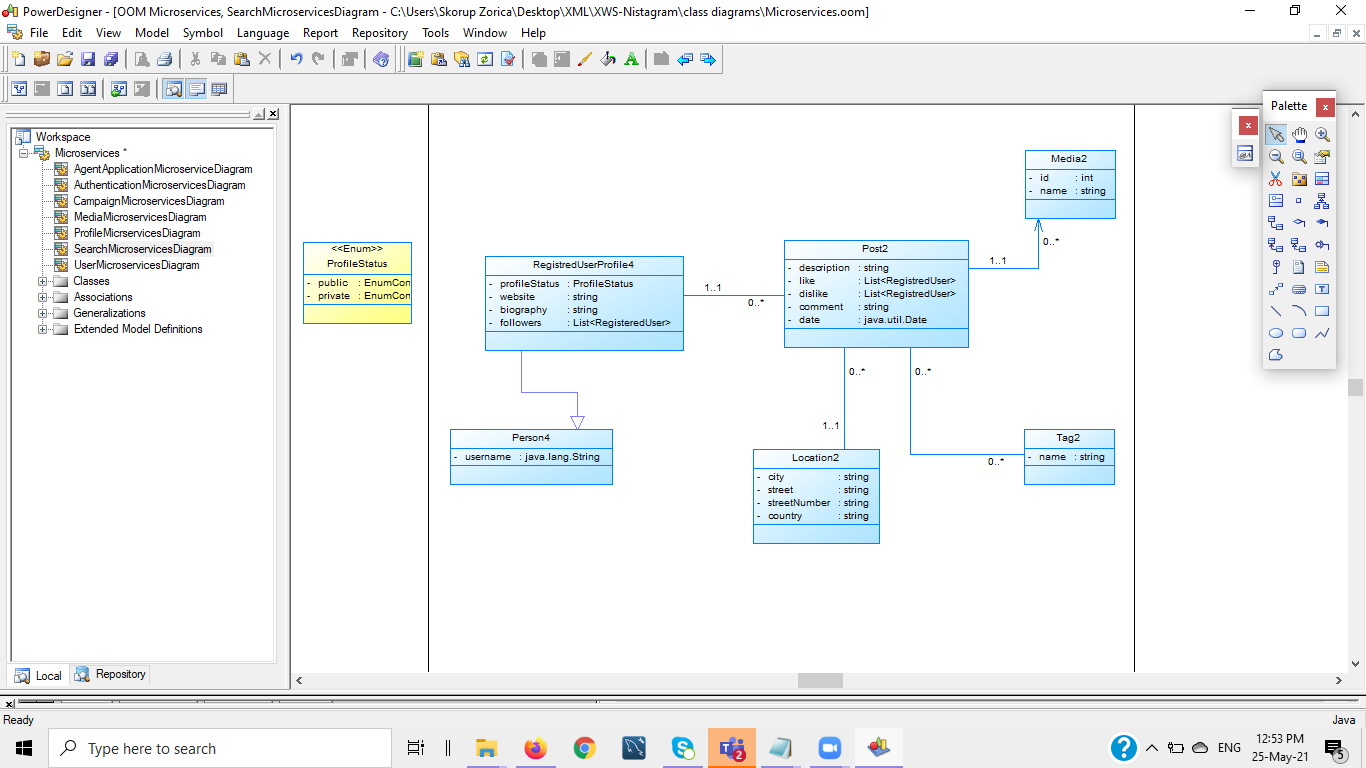 PowerDesigner - [OOM Microservices, SearchMicroservicesDiagram - C:\Users\Skorup Zorica\Desktop\XML\XWS-Nistagram\class diagrams\Microservices.oom]
File Edit View Model Symbol Language Report Repository Tools Window Help
Workspace
Microservices *
AgentApplicationMicroserviceDiagram
AuthenticationMicroservicesDiagram
CampaignMicroservicesDiagram
MediaMicroservicesDiagram
ProfileMicrservicesDiagram
SearchMicroservicesDiagram
UserMicroservicesDiagram
Classes
Associations
Generalizations
Extended Model Definitions
Local Repository
<<Enum>>
ProfileStatus
- public : EnumCon
- private : EnumCon
RegistredUserProfile4
- profileStatus : ProfileStatus
- website : string
- biography : string
- followers : List<RegisteredUser>
1..1
0..*
Post2
- description : string
- like : List<RegistredUser>
- dislike : List<RegistredUser>
- comment : string
- date : java.util.Date
1..1
0..*
Media2
- id : int
- name : string
Person4
- username : java.lang.String
0..*
1..1
Location2
- city : string
- street : string
- streetNumber : string
- country : string
0..*
0..*
Tag2
- name : string
Palette
Ready
Java
Type here to search
2
ENG
12:53 PM
25-May-21
5